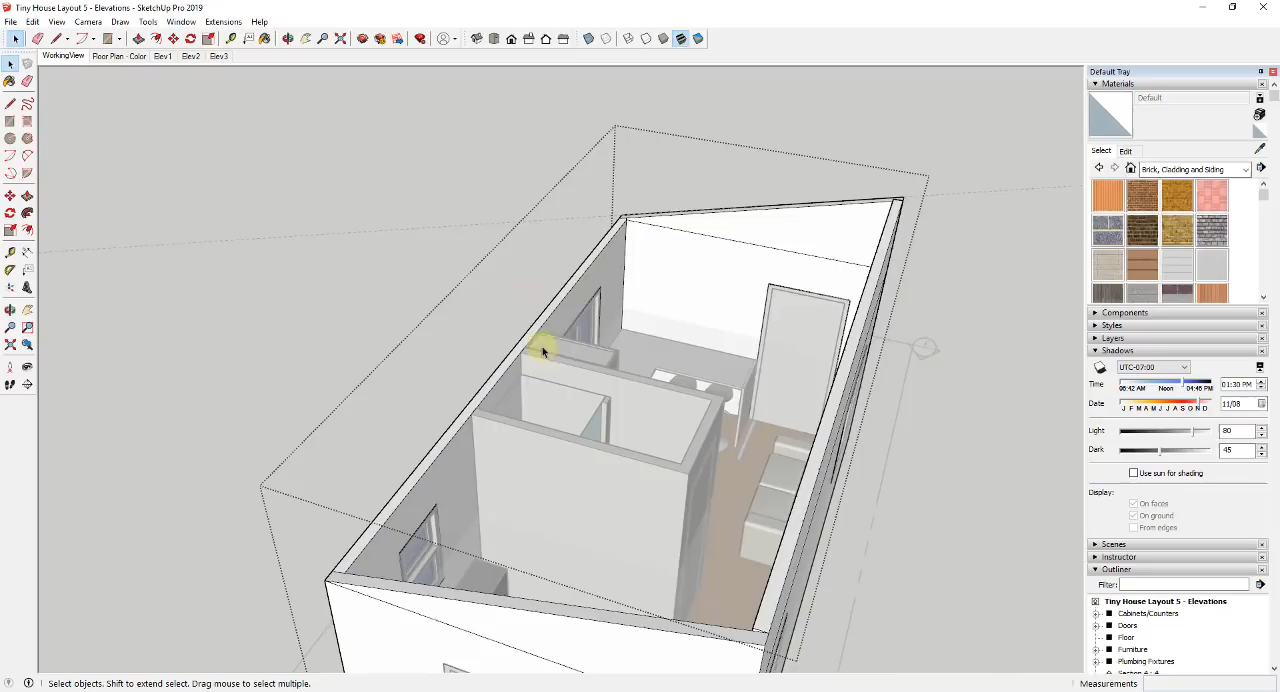 Tiny House Layout 5 - Elevations - SketchUp Pro 2019
File Edit View Camera Draw Tools Window Extensions Help
WorkingView Floor Plan - Color Elev1 Elev2 Elev3
Default Tray
Materials
Default
Select Edit
Brick, Cladding and Siding
Components
Styles
Layers
Shadows
UTC-07:00
Time 06:42 AM Noon 04:46 PM 01:30 PM
Date J F M A M J J A S O N D 11/08
Light 80
Dark 45
Use sun for shading
Display:
On faces
On ground
From edges
Scenes
Instructor
Outliner
Filter:
Tiny House Layout 5 - Elevations
Cabinets/Counters
Doors
Floor
Furniture
Plumbing Fixtures
Select objects. Shift to extend select. Drag mouse to select multiple.
Measurements